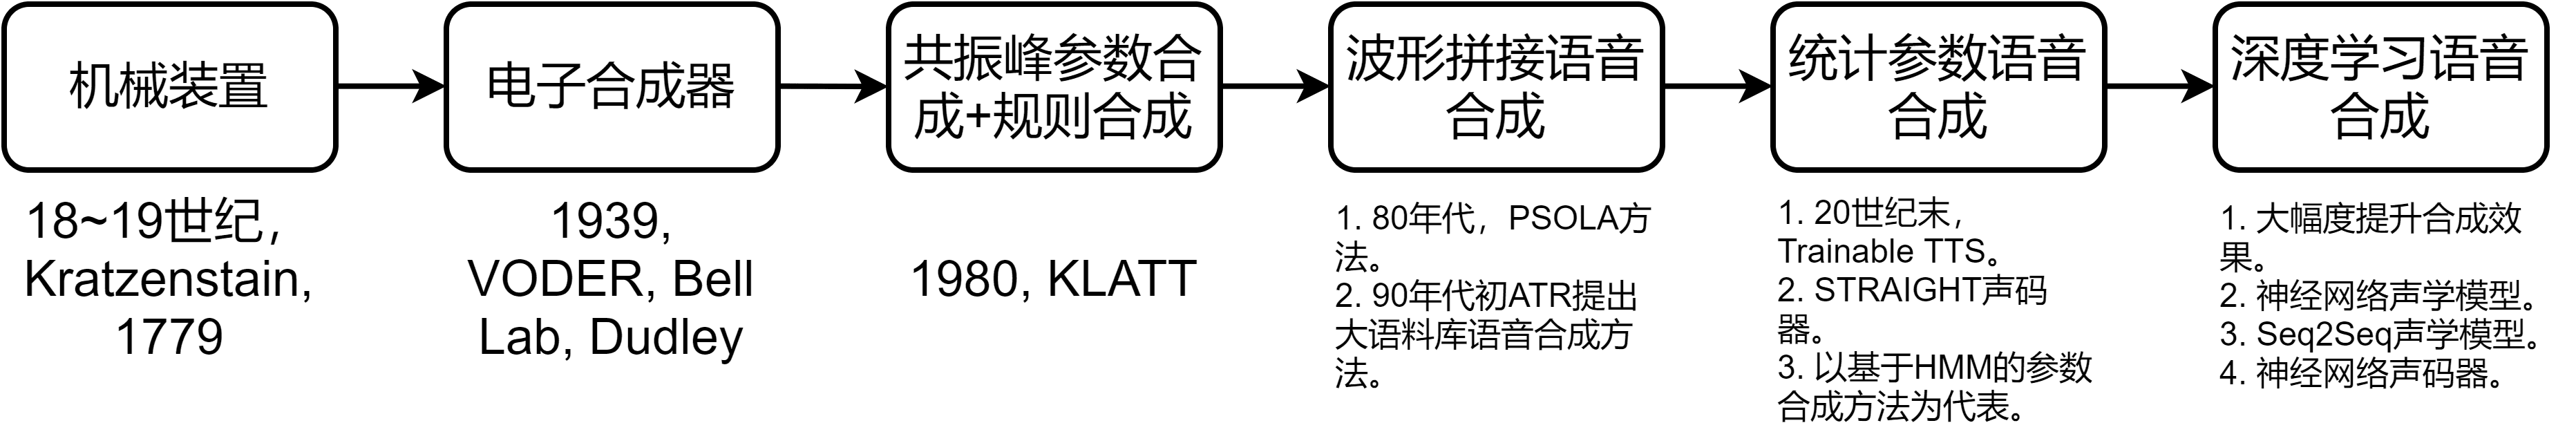 机械装置
18~19世纪，
Kratzenstain,
1779
电子合成器
1939,
VODER, Bell
Lab, Dudley
共振峰参数合
成+规则合成
1980, KLATT
波形拼接语音
合成
1. 80年代，PSOLA方
法。
2. 90年代初ATR提出
大语料库语音合成方
法。
统计参数语音
合成
1. 20世纪末，
Trainable TTS。
2. STRAIGHT声码
器。
3. 以基于HMM的参数
合成方法为代表。
深度学习语音
合成
1. 大幅度提升合成效
果。
2. 神经网络声学模型。
3. Seq2Seq声学模型。
4. 神经网络声码器。